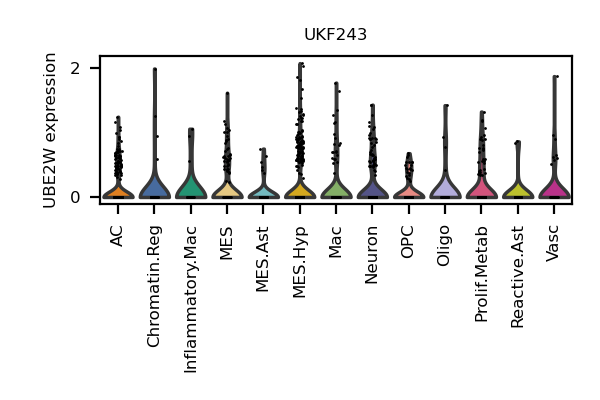 UKF243
UBE2W expression
2
0
AC
Chromatin.Reg
Inflammatory.Mac
MES
MES.Ast
MES.Hyp
Mac
Neuron
OPC
Oligo
Prolif.Metab
Reactive.Ast
Vasc